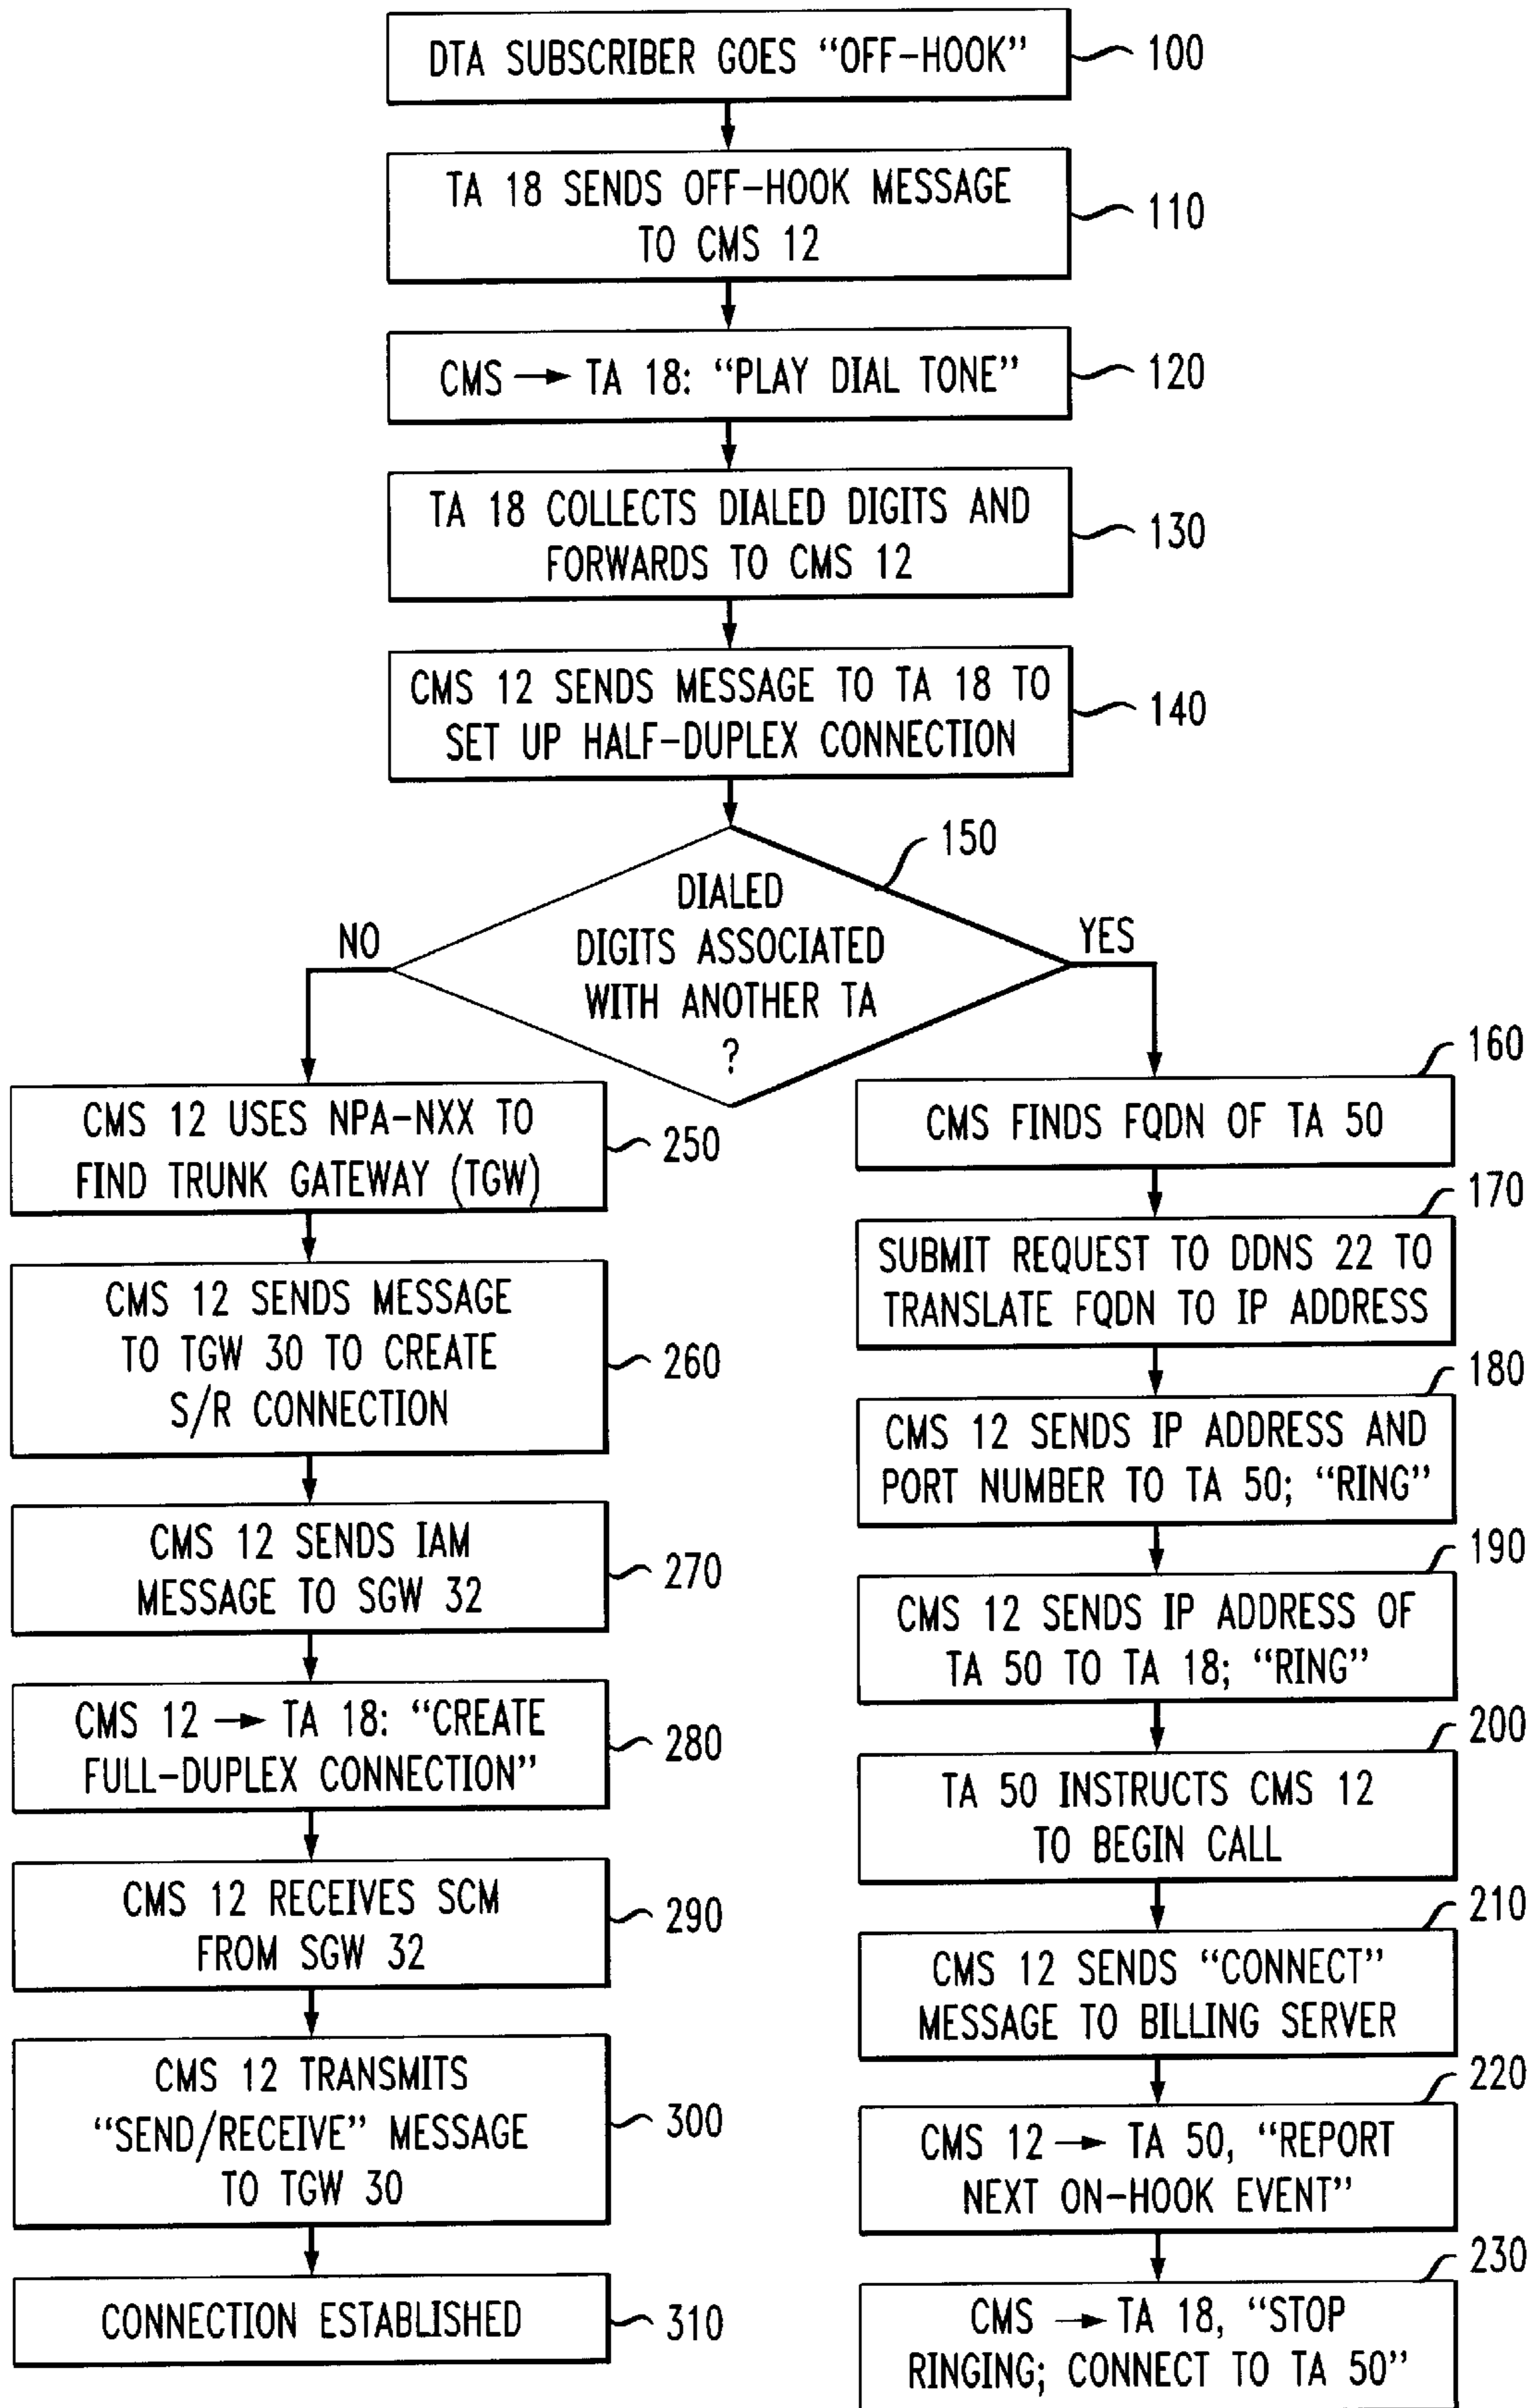 DTA SUBSCRIBER GOES “OFF-HOOK”
100
TA 18 SENDS OFF-HOOK MESSAGE
TO CMS 12
110
CMS → TA 18: “PLAY DIAL TONE”
120
TA 18 COLLECTS DIALED DIGITS AND
FORWARDS TO CMS 12
130
CMS 12 SENDS MESSAGE TO TA 18 TO
SET UP HALF-DUPLEX CONNECTION
140
150
DIALED
DIGITS ASSOCIATED
WITH ANOTHER TA
?
NO
YES
CMS 12 USES NPA-NXX TO
FIND TRUNK GATEWAY (TGW)
250
CMS 12 SENDS MESSAGE
TO TGW 30 TO CREATE
S/R CONNECTION
260
CMS 12 SENDS IAM
MESSAGE TO SGW 32
270
CMS 12 → TA 18: “CREATE
FULL-DUPLEX CONNECTION”
280
CMS 12 RECEIVES SCM
FROM SGW 32
290
CMS 12 TRANSMITS
“SEND/RECEIVE” MESSAGE
TO TGW 30
300
CONNECTION ESTABLISHED
310
160
CMS FINDS FQDN OF TA 50
170
SUBMIT REQUEST TO DDNS 22 TO
TRANSLATE FQDN TO IP ADDRESS
180
CMS 12 SENDS IP ADDRESS AND
PORT NUMBER TO TA 50; “RING”
190
CMS 12 SENDS IP ADDRESS OF
TA 50 TO TA 18; “RING”
200
TA 50 INSTRUCTS CMS 12
TO BEGIN CALL
210
CMS 12 SENDS “CONNECT”
MESSAGE TO BILLING SERVER
220
CMS 12 → TA 50, “REPORT
NEXT ON-HOOK EVENT”
230
CMS → TA 18, “STOP
RINGING; CONNECT TO TA 50”